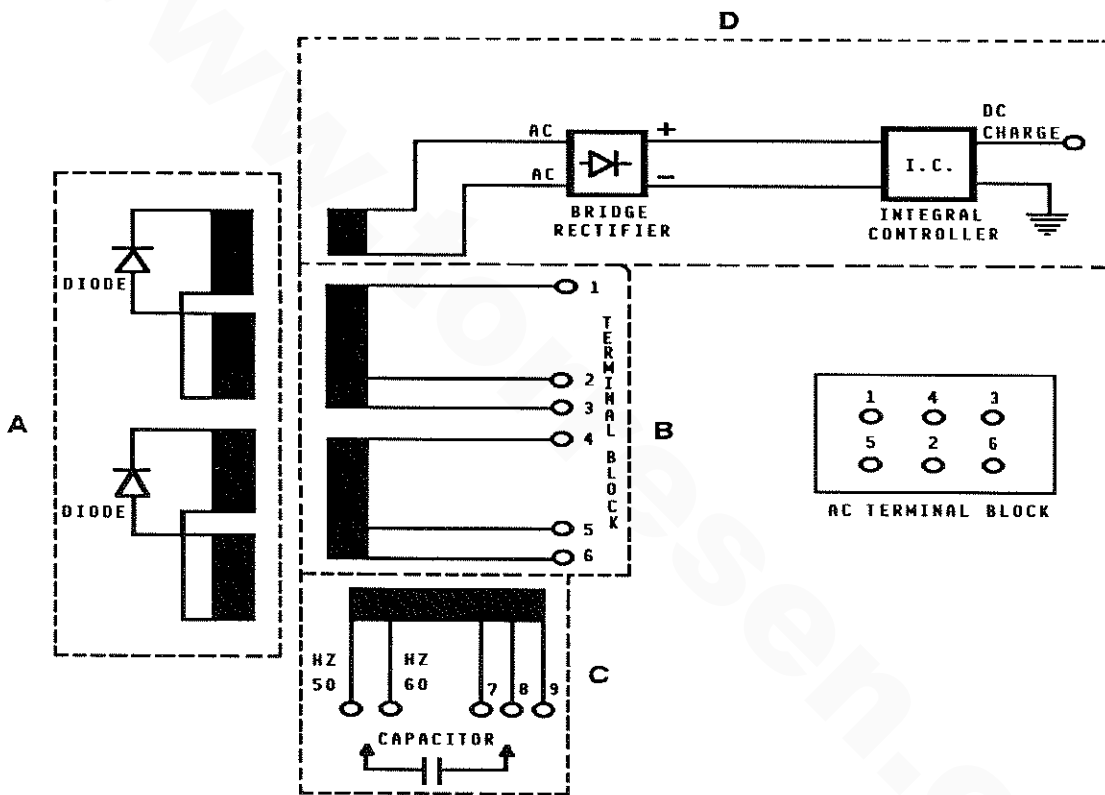 D
DC
CHARGE
AC
+
AC
−
I.C.
BRIDGE
RECTIFIER
INTEGRAL
CONTROLLER
DIODE
DIODE
A
1
2
3
4
5
6
TERMINAL BLOCK
B
1 4 3
5 2 6
AC TERMINAL BLOCK
HZ
50
HZ
60
7 8 9
C
CAPACITOR